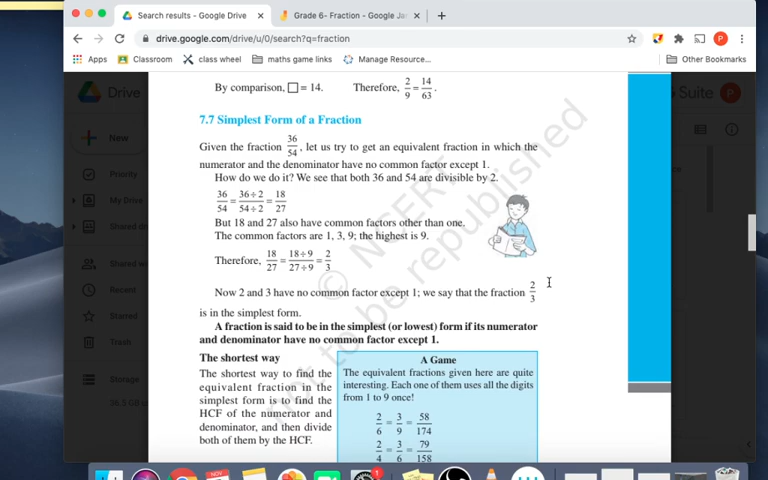 Search results - Google Drive
Grade 6- Fraction - Google Ja
drive.google.com/drive/u/0/search?q=fraction
Apps Classroom class wheel maths game links Manage Resource... Other Bookmarks
Drive
Suite
P
New
Priority
My Drive
Shared
Shared w
Recent
Starred
Trash
Storage
By comparison, □ = 14. Therefore, 2/9 = 14/63.
7.7 Simplest Form of a Fraction
Given the fraction 36/54, let us try to get an equivalent fraction in which the
numerator and the denominator have no common factor except 1.
How do we do it? We see that both 36 and 54 are divisible by 2.
36/54 = 36÷2/54÷2 = 18/27
But 18 and 27 also have common factors other than one.
The common factors are 1, 3, 9; the highest is 9.
Therefore, 18/27 = 18÷9/27÷9 = 2/3
Now 2 and 3 have no common factor except 1; we say that the fraction 2/3
is in the simplest form.
A fraction is said to be in the simplest (or lowest) form if its numerator
and denominator have no common factor except 1.
The shortest way
The shortest way to find the
equivalent fraction in the
simplest form is to find the
HCF of the numerator and
denominator, and then divide
both of them by the HCF.
A Game
The equivalent fractions given here are quite
interesting. Each one of them uses all the digits
from 1 to 9 once!
2/6 = 3/9 = 58/174
2/4 = 3/6 = 79/158
© NCERT
not to be republished
NOV